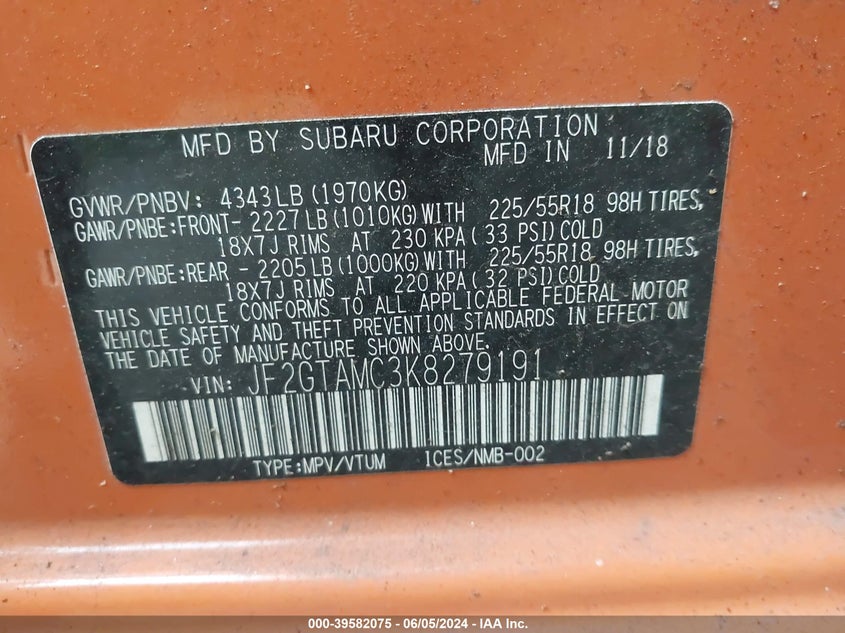 MFD BY SUBARU CORPORATION
MFD IN 11/18
GVWR/PNBV: 4343LB (1970KG)
GAWR/PNBE:FRONT- 2227LB(1010KG)WITH 225/55R18 98H TIRES,
18X7J RIMS AT 230 KPA( 33 PSI)COLD
GAWR/PNBE:REAR - 2205LB(1000KG)WITH 225/55R18 98H TIRES,
18X7J RIMS AT 220 KPA( 32 PSI)COLD
THIS VEHICLE CONFORMS TO ALL APPLICABLE FEDERAL MOTOR
VEHICLE SAFETY AND THEFT PREVENTION STANDARDS IN EFFECT ON
THE DATE OF MANUFACTURE SHOWN ABOVE.
VIN: JF2GTAMC3K8279191
TYPE:MPV/VTUM ICES/NMB-002
000-39582075 - 06/05/2024 - IAA Inc.